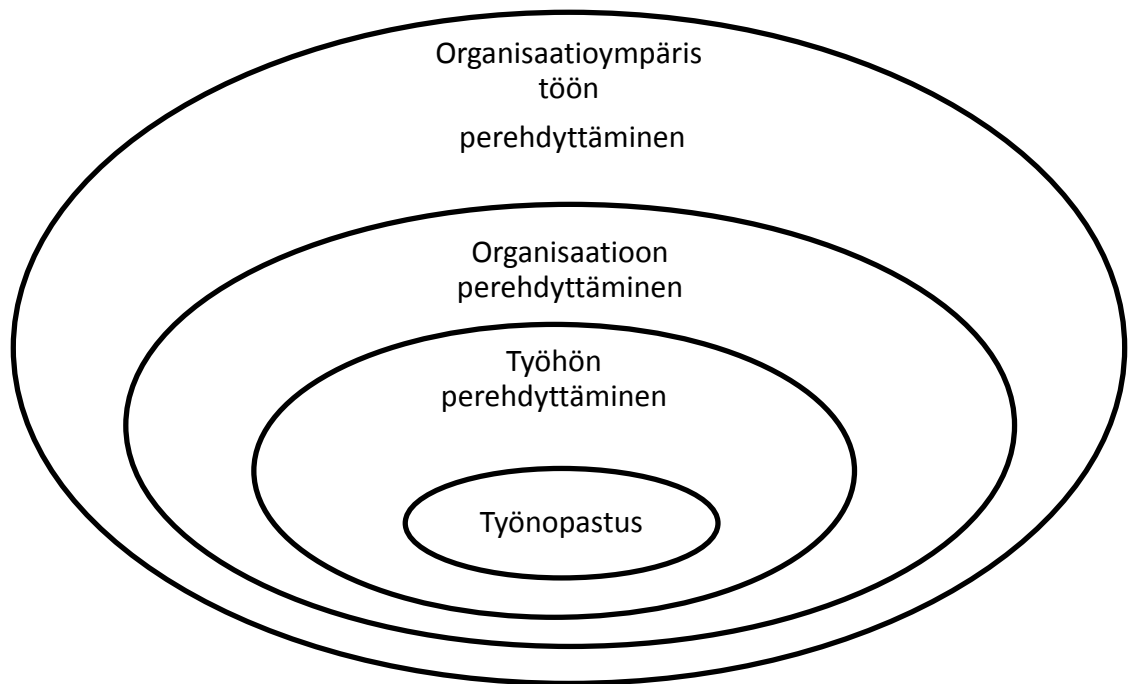 Organisaatioympäris
töön
perehdyttäminen
Organisaatioon
perehdyttäminen
Työhön
perehdyttäminen
Työnopastus